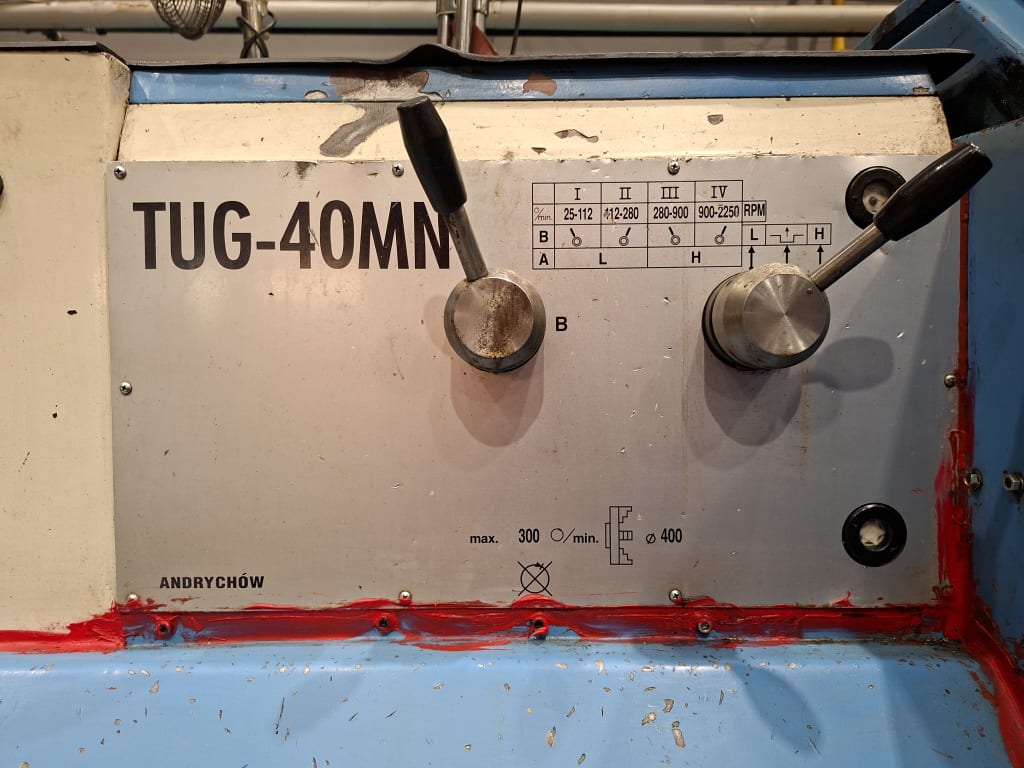 TUG-40MN
I II III IV
/min. 25-112 112-280 280-900 900-2250 RPM
B L H
A L H
B
max. 300 /min. ø 400
ANDRYCHÓW